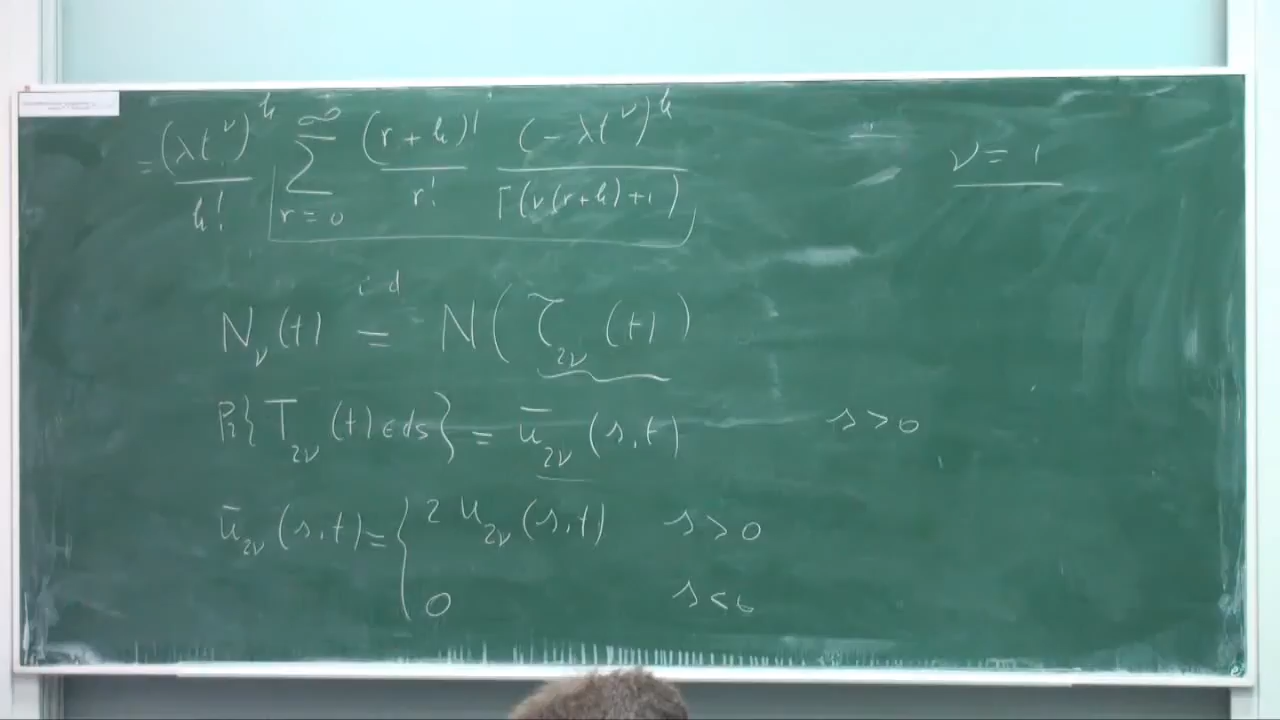 = (λt^ν)^k / k! ∑_{r=0}^{∞} (r+k)! / r! (-λt^ν)^k / Γ(ν(r+k)+1)
ν = 1
N_ν(t) i.d = N(𝒯_{2ν}(t))
Pr{T_{2ν}(t) ∈ ds} = ū_{2ν}(s,t) s > 0
ū_{2ν}(s,t) = { 2 u_{2ν}(s,t) s > 0
0 s < 0